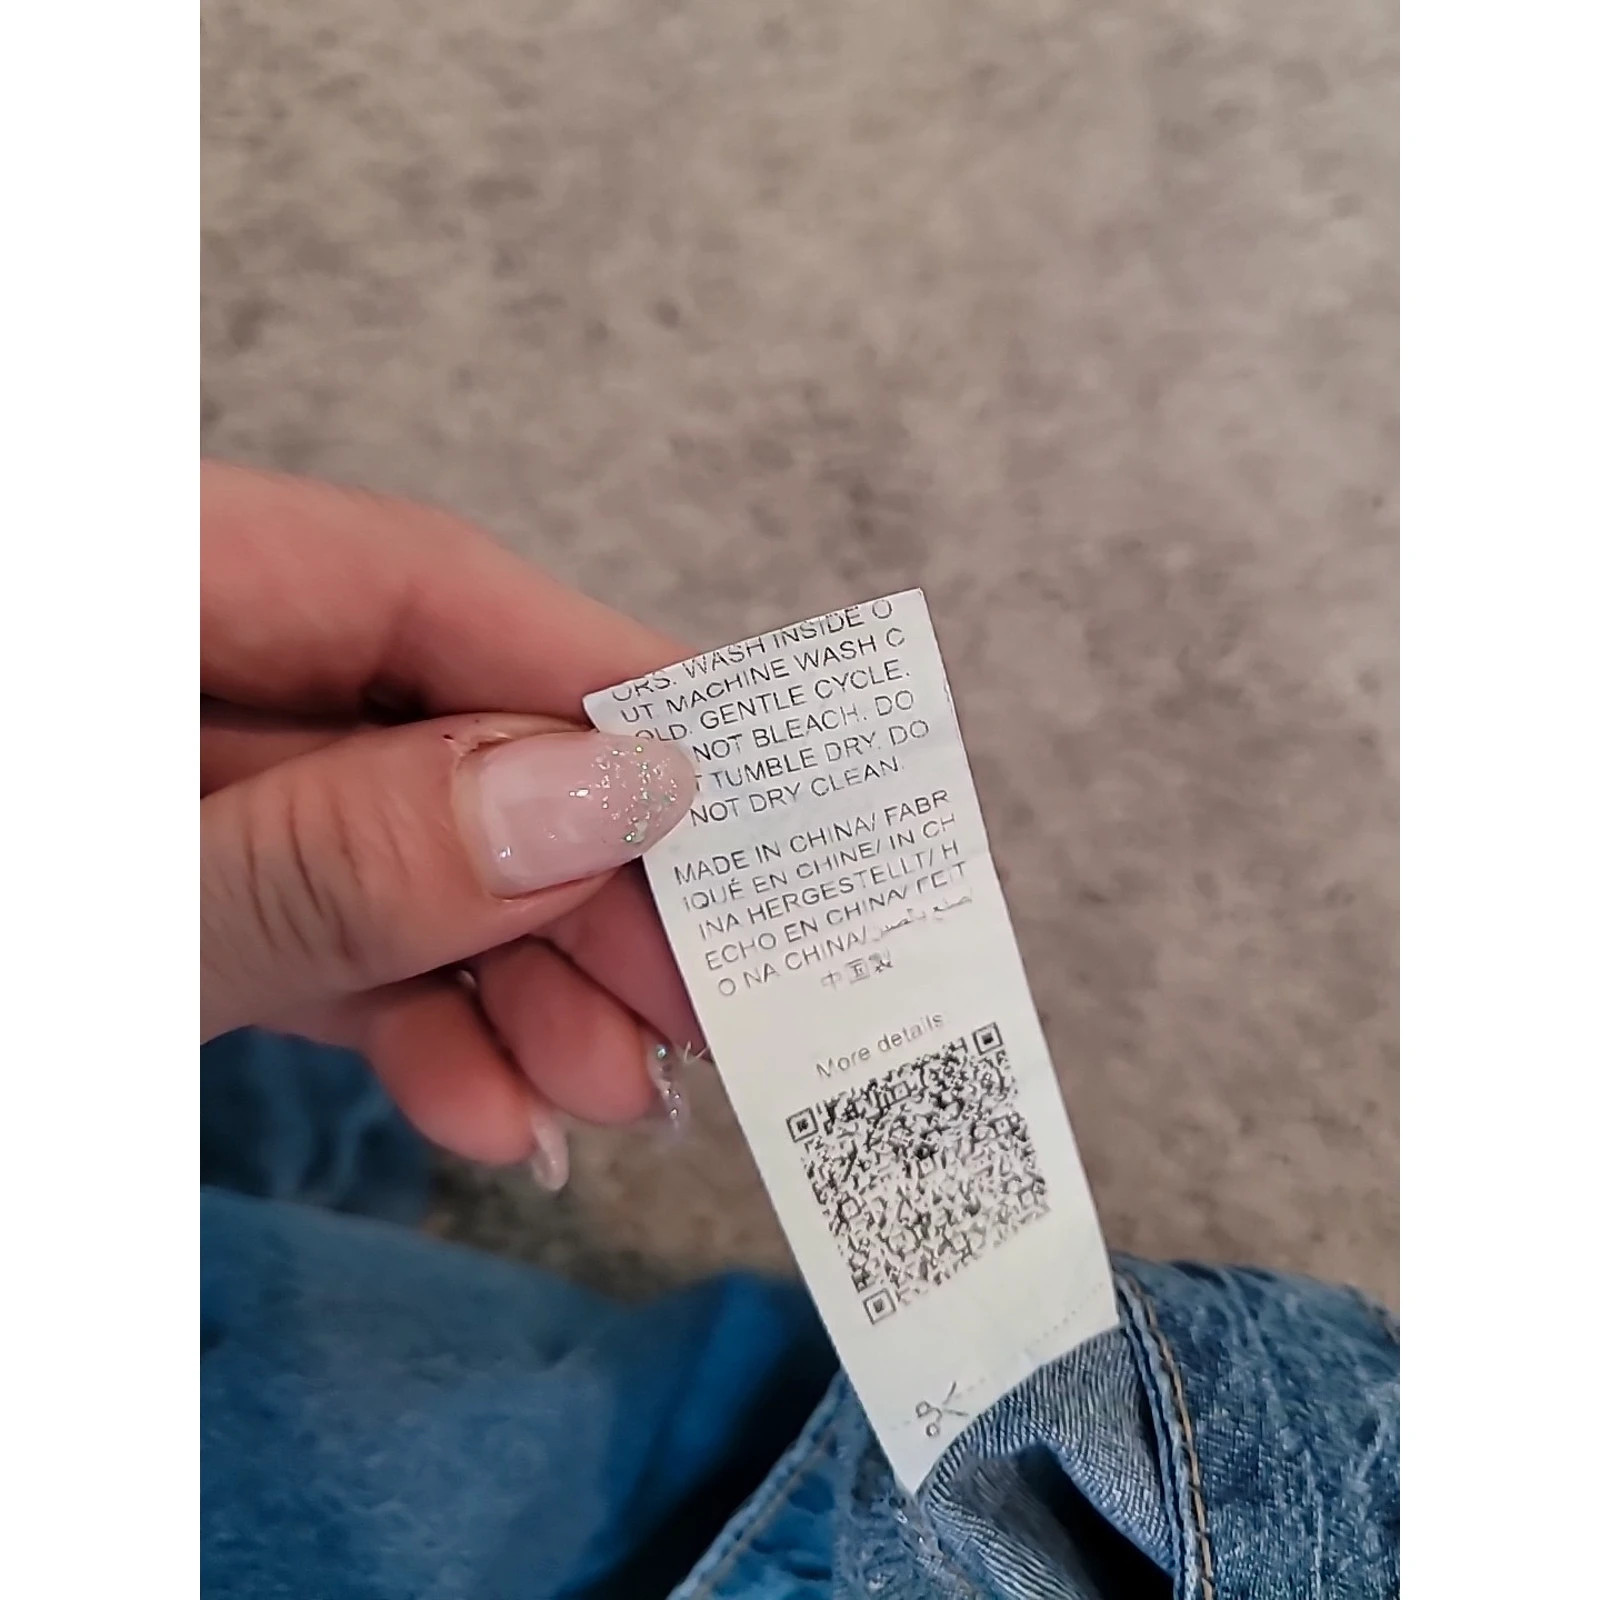 ORS. WASH INSIDE O
UT. MACHINE WASH C
OLD. GENTLE CYCLE.
NOT BLEACH. DO
T TUMBLE DRY. DO
NOT DRY CLEAN.
MADE IN CHINA/ FABR
IQUÉ EN CHINE/ IN CH
INA HERGESTELLT/ H
ECHO EN CHINA/ FEIT
O NA CHINA/ صنع
中国
More details